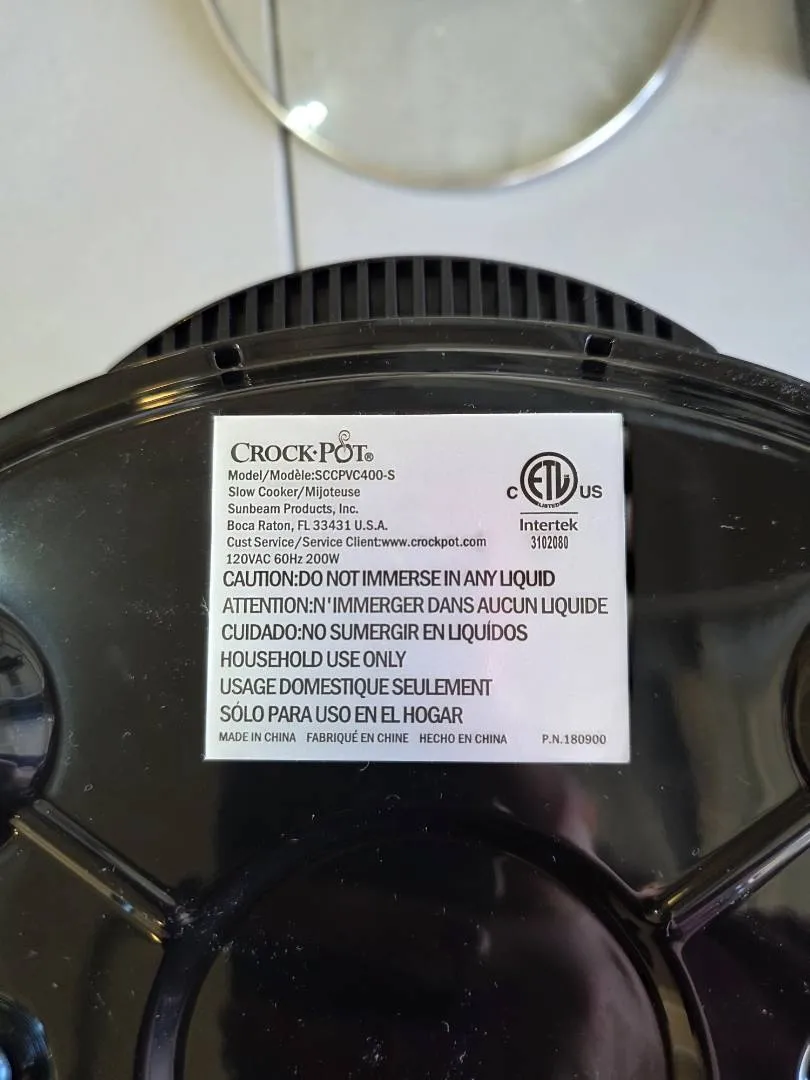 CROCK·POT®
Model/Modèle:SCCPVC400-S
Slow Cooker/Mijoteuse
Sunbeam Products, Inc.
Boca Raton, FL 33431 U.S.A.
Cust Service/Service Client:www.crockpot.com
120VAC 60Hz 200W
C ETL US
LISTED
Intertek
3102080
CAUTION:DO NOT IMMERSE IN ANY LIQUID
ATTENTION:N'IMMERGER DANS AUCUN LIQUIDE
CUIDADO:NO SUMERGIR EN LIQUÍDOS
HOUSEHOLD USE ONLY
USAGE DOMESTIQUE SEULEMENT
SÓLO PARA USO EN EL HOGAR
MADE IN CHINA FABRIQUÉ EN CHINE HECHO EN CHINA P.N.180900